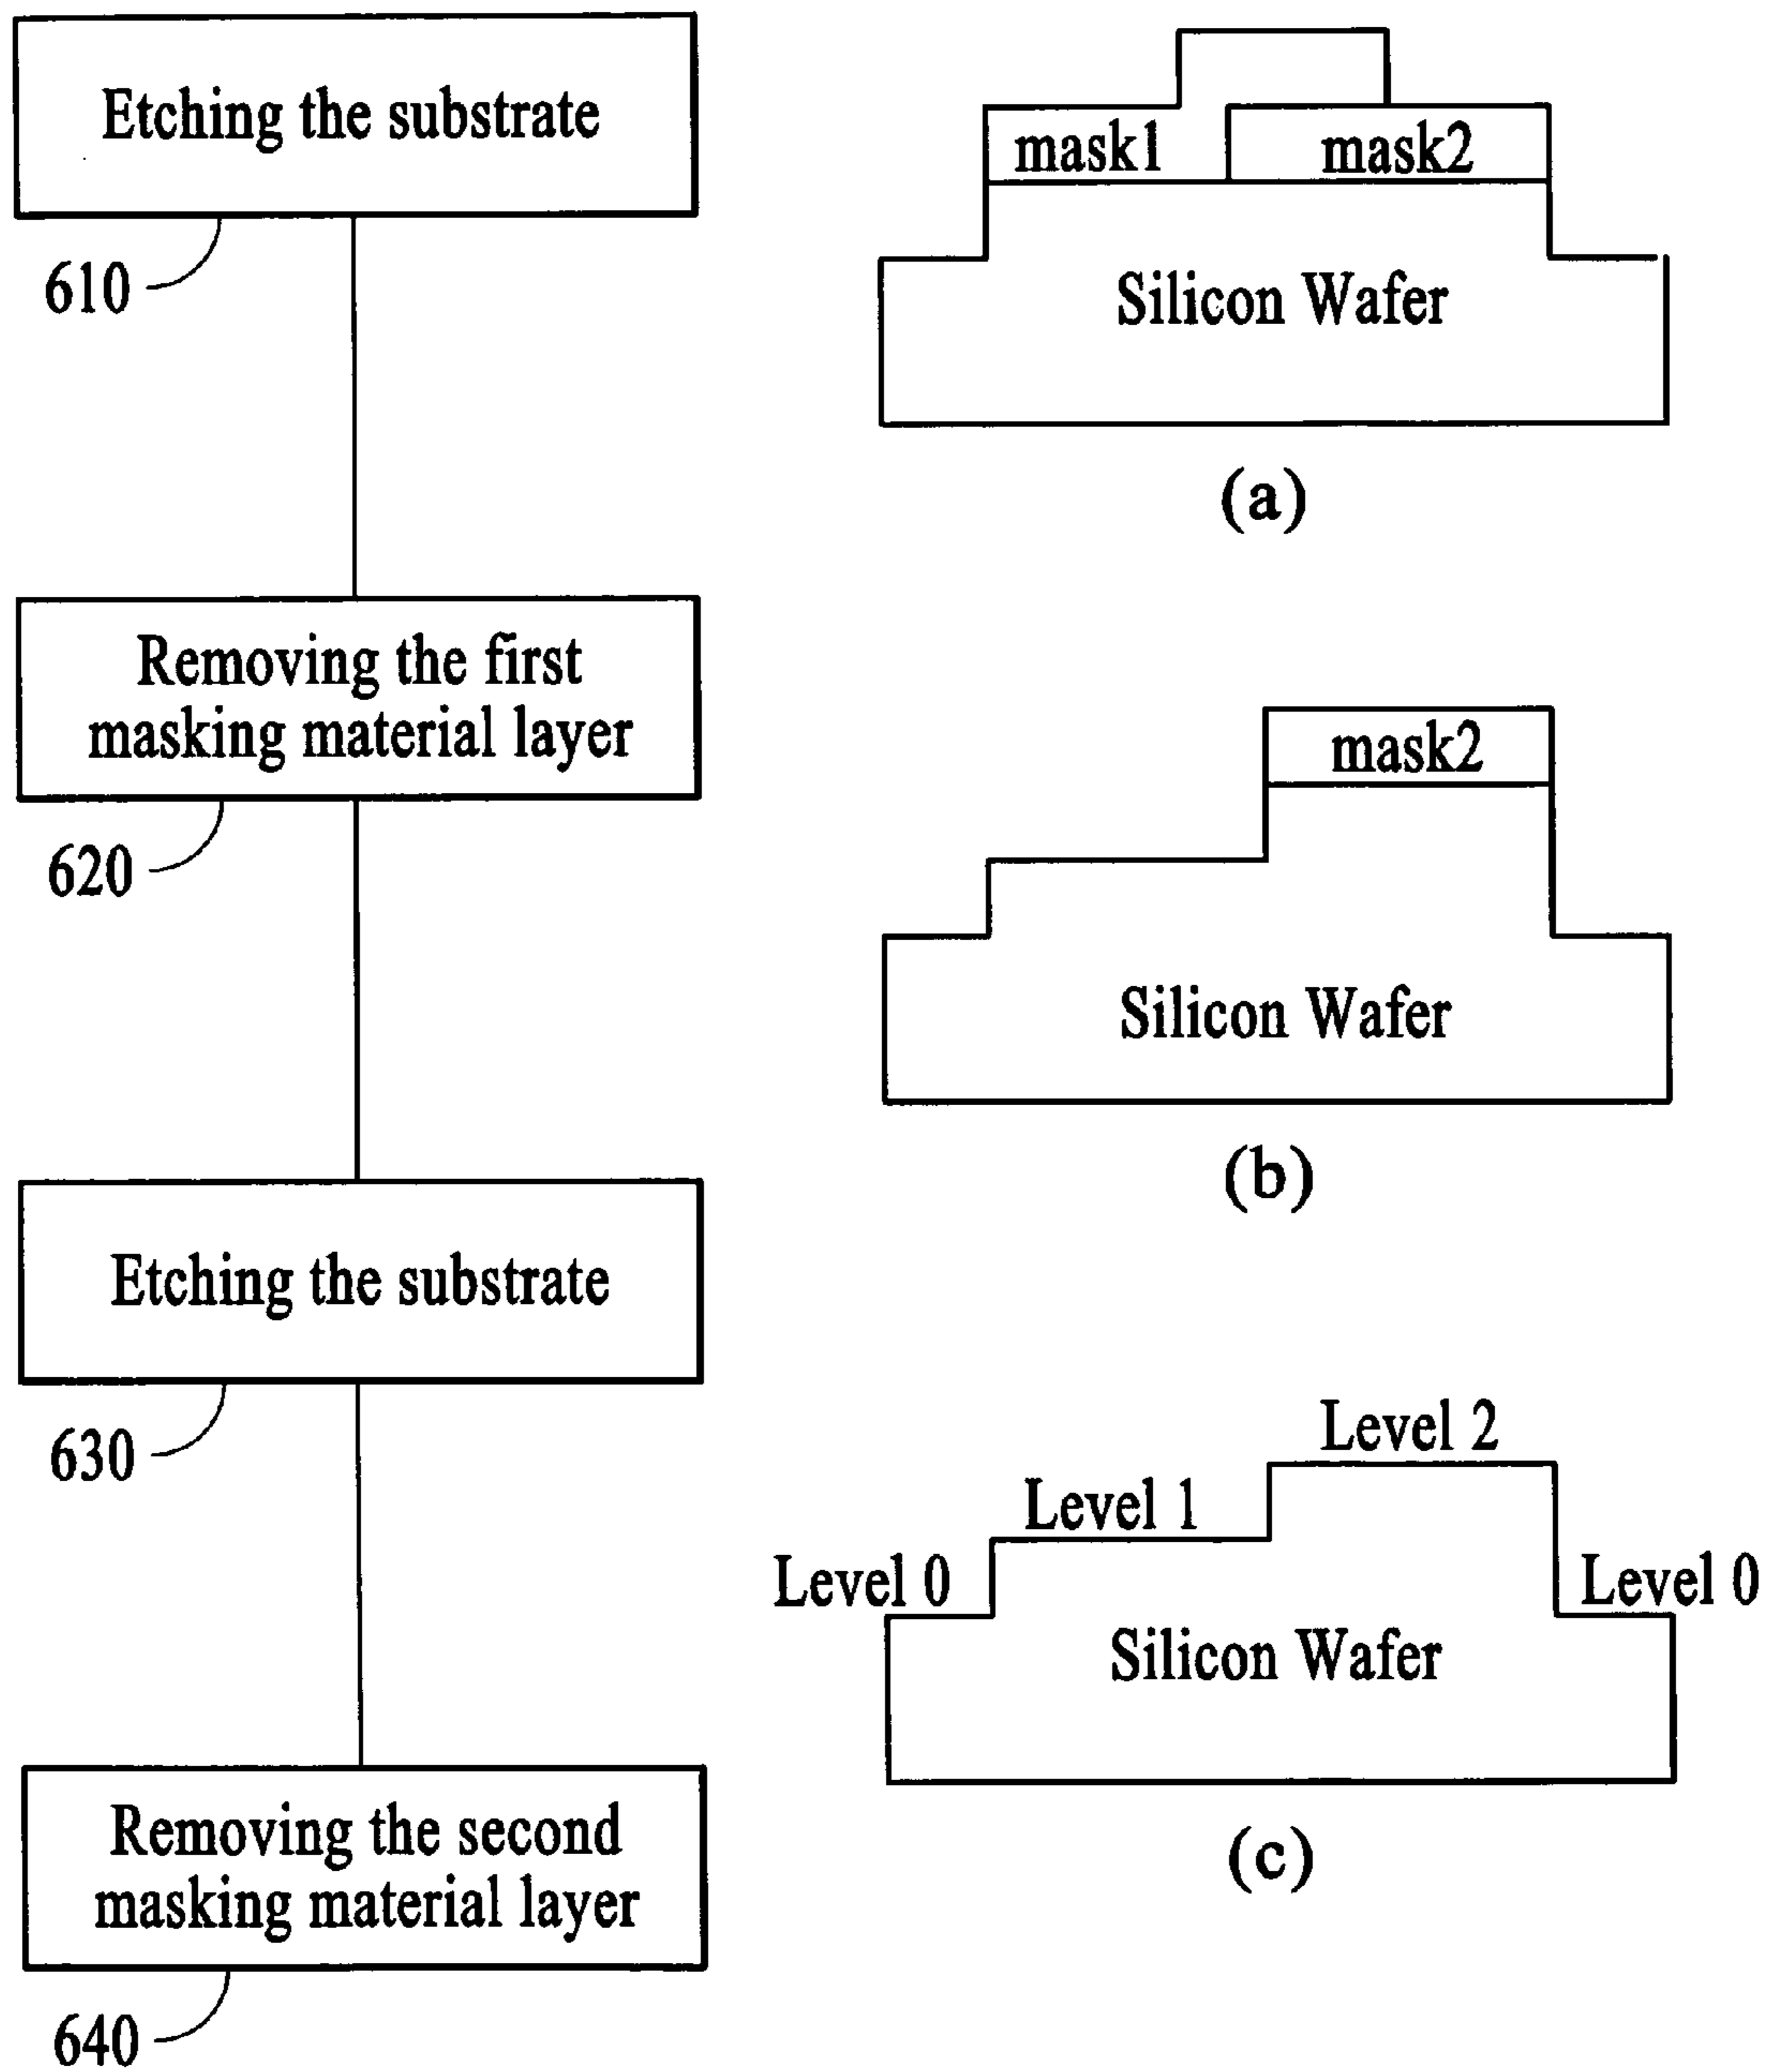 Etching the substrate
610
Removing the first
masking material layer
620
Etching the substrate
630
Removing the second
masking material layer
640
mask1
mask2
Silicon Wafer
(a)
mask2
Silicon Wafer
(b)
Level 2
Level 1
Level 0
Level 0
Silicon Wafer
(c)